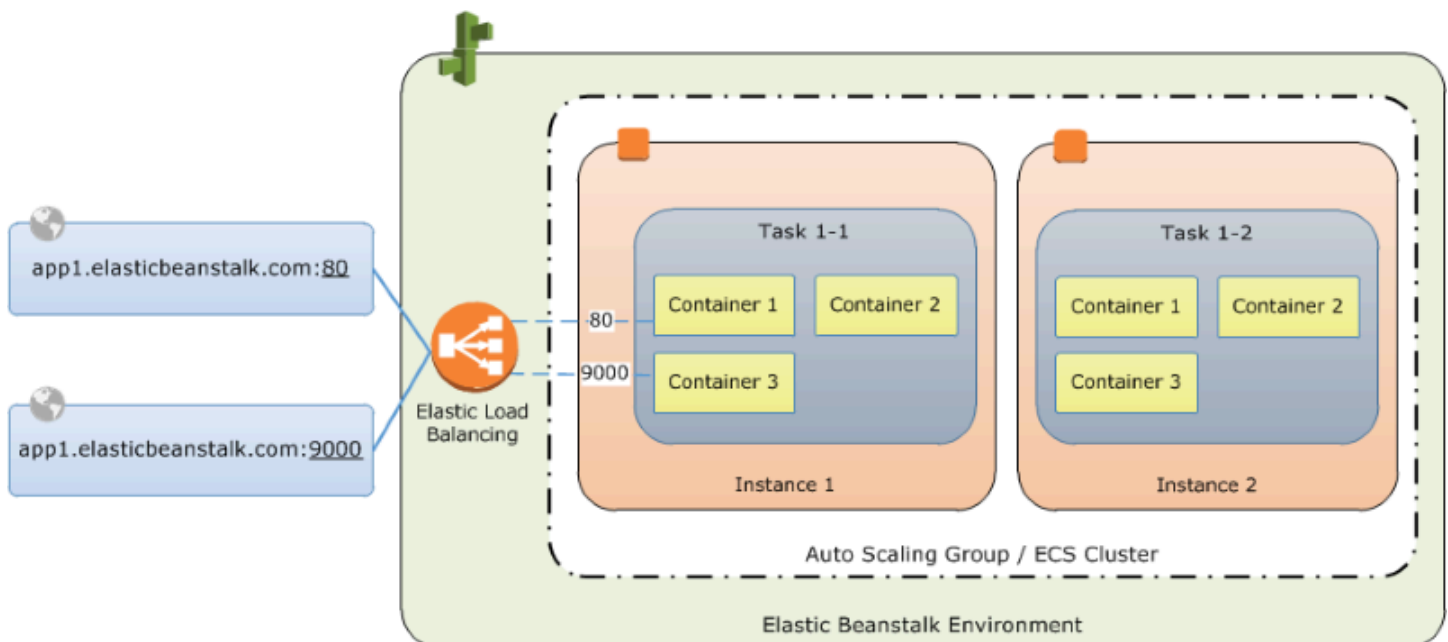 app1.elasticbeanstalk.com:80
app1.elasticbeanstalk.com:9000
Elastic Load
Balancing
80
9000
Task 1-1
Container 1
Container 2
Container 3
Instance 1
Task 1-2
Container 1
Container 2
Container 3
Instance 2
Auto Scaling Group / ECS Cluster
Elastic Beanstalk Environment